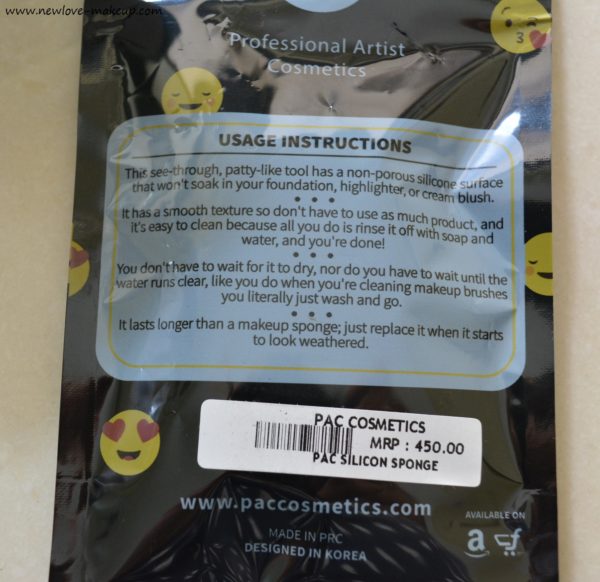 www.newlove-makeup.com
Professional Artist
Cosmetics
USAGE INSTRUCTIONS
This see-through, patty-like tool has a non-porous silicone surface
that won't soak in your foundation, highlighter, or cream blush.
It has a smooth texture so don't have to use as much product, and
it's easy to clean because all you do is rinse it off with soap and
water, and you're done!
You don't have to wait for it to dry, nor do you have to wait until the
water runs clear, like you do when you're cleaning makeup brushes
you literally just wash and go.
It lasts longer than a makeup sponge; just replace it when it starts
to look weathered.
PAC COSMETICS
MRP : 450.00
PAC SILICON SPONGE
www.paccosmetics.com
AVAILABLE ON
MADE IN PRC
DESIGNED IN KOREA
a